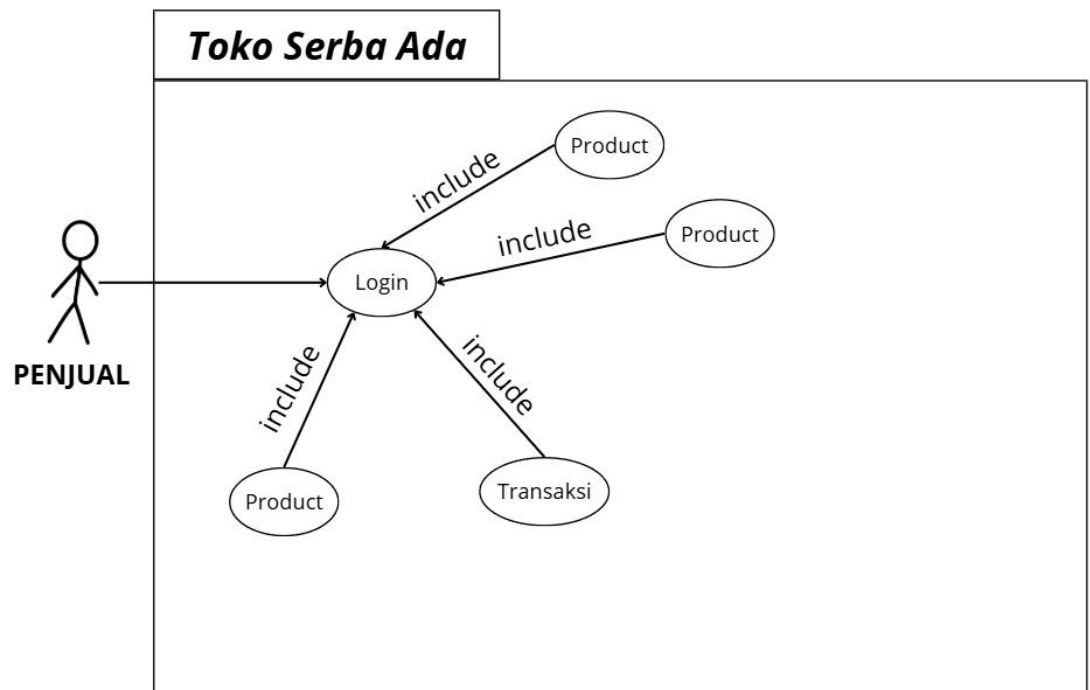 Toko Serba Ada
Product
include
Product
include
Login
PENJUAL
include
include
Product
Transaksi